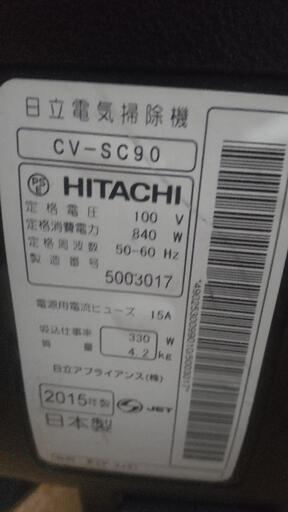 日立電気掃除機
CV-SC90
PS E HITACHI
定格電圧 100 V
定格消費電力 840 W
定格周波数 50-60 Hz
製造番号
5003017
電源用電流ヒューズ 15A
吸込仕事率 330 W
質量 4.2 kg
日立アプライアンス(株)
2015年製 JET
日本製